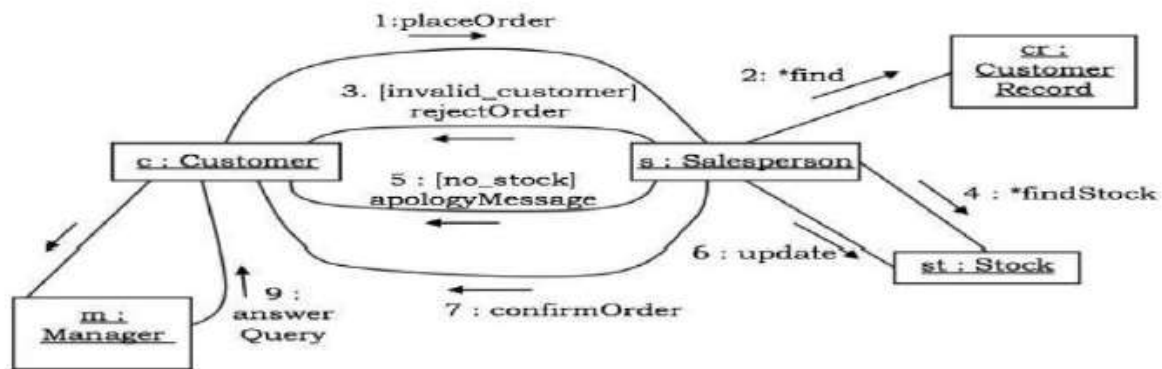 1:placeOrder
cr :
Customer
Record
2: *find
3. [invalid_customer]
rejectOrder
c : Customer
s : Salesperson
5 : [no_stock]
apologyMessage
4 : *findStock
6 : update
st : Stock
m :
Manager
9 :
answer
Query
7 : confirmOrder